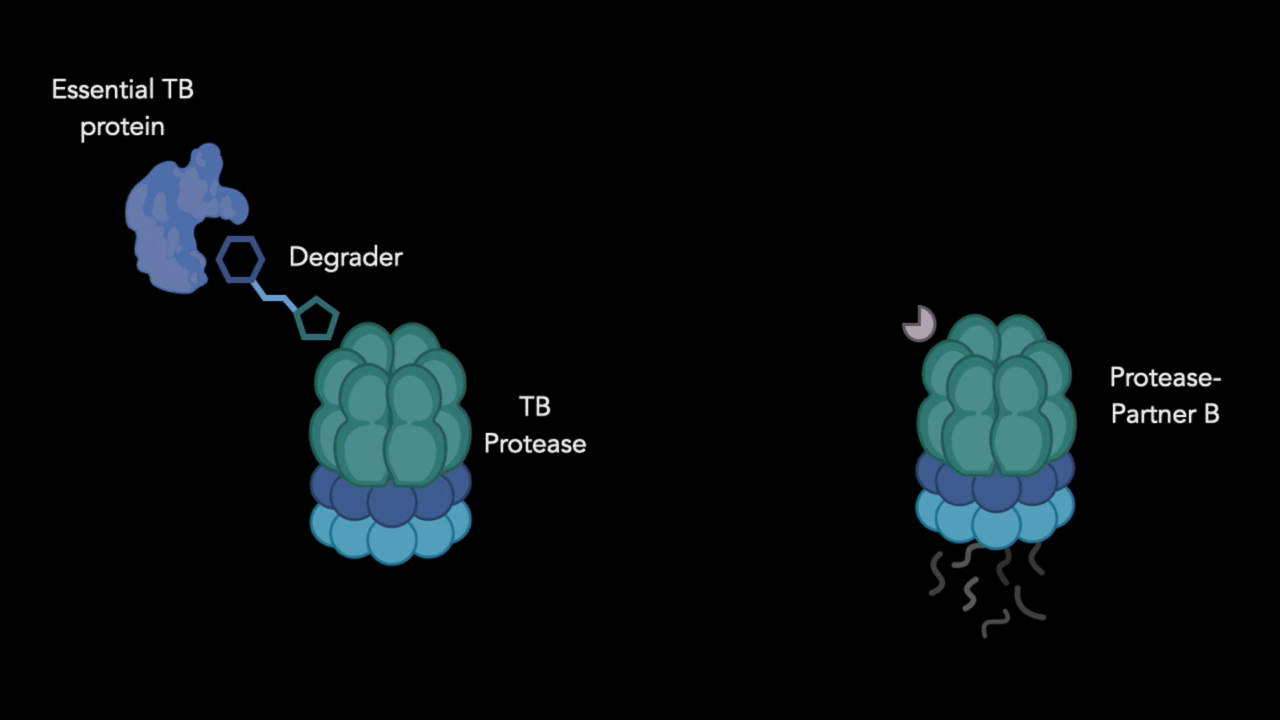 Essential TB
protein
Degrader
TB
Protease
Protease-
Partner B